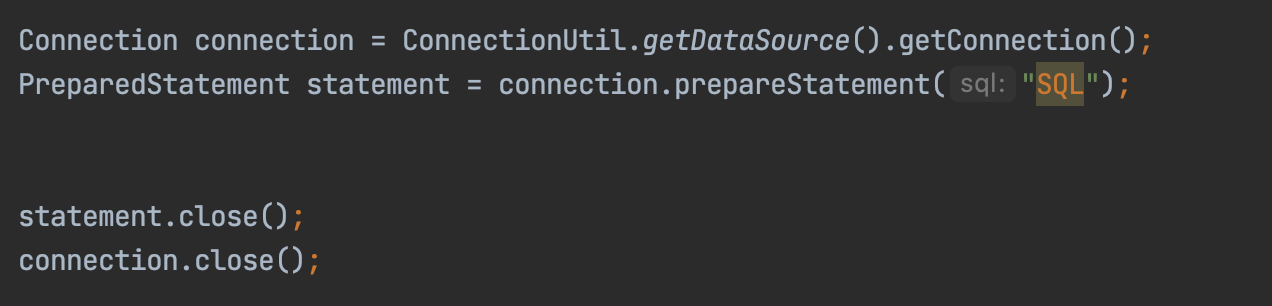 Connection connection = ConnectionUtil.getDataSource().getConnection();
PreparedStatement statement = connection.prepareStatement( sql: "SQL");
statement.close();
connection.close();